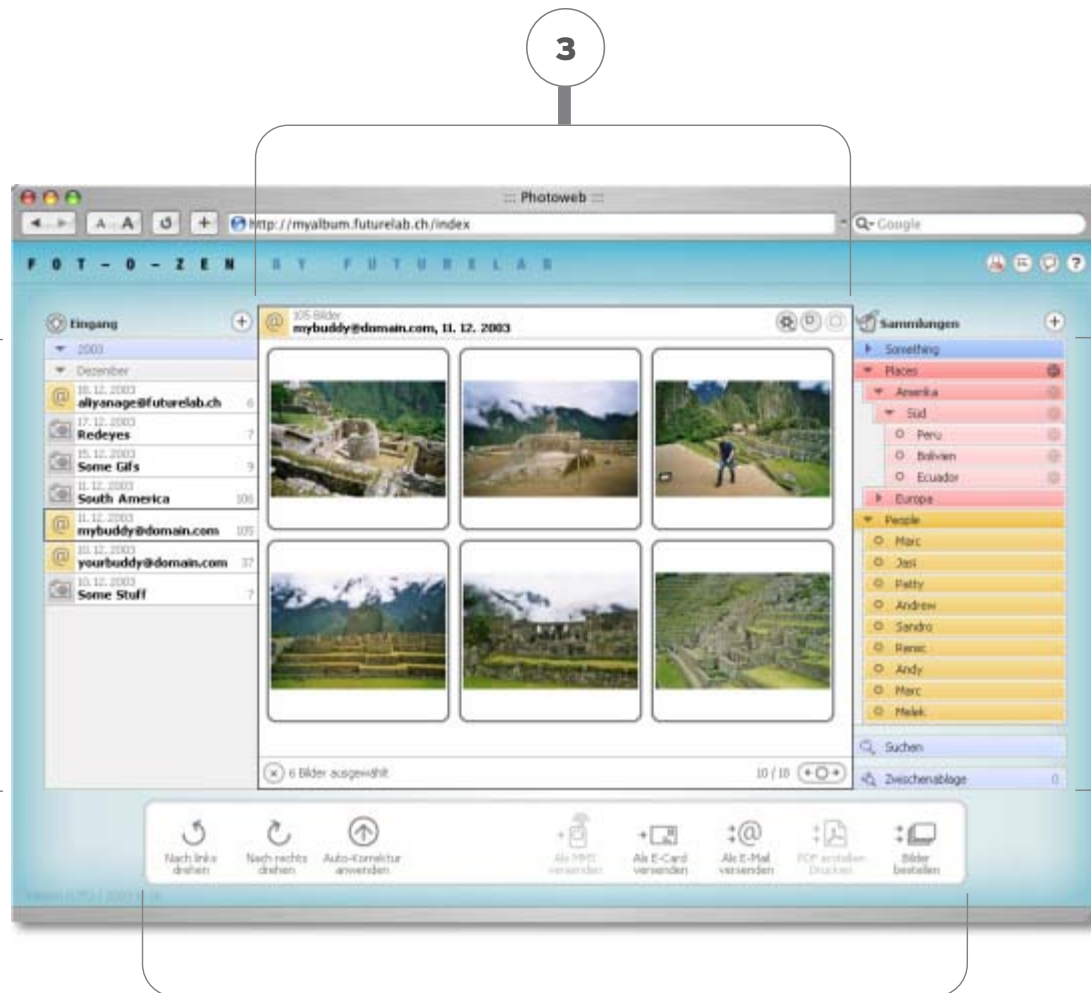 3
::: Photoweb :::
A A
http://myalbum.futurelab.ch/index
Google
FOT-O-ZEN BY FUTURELAB
?
Eingang
2003
Dezember
18. 12. 2003
aliyanage@futurelab.ch 6
17. 12. 2003
Redeyes 7
15. 12. 2003
Some Gifs 9
11. 12. 2003
South America 106
11. 12. 2003
mybuddy@domain.com 105
10. 12. 2003
yourbuddy@domain.com 37
10. 12. 2003
Some Stuff 7
105 Bilder
mybuddy@domain.com, 11. 12. 2003
6 Bilder ausgewählt
10 / 18
Sammlungen
Something
Places
Amerika
Süd
Peru
Bolivien
Ecuador
Europa
People
Marc
Jasi
Patty
Andrew
Sandro
Andy
Marc
Melek
Suchen
Zwischenablage 0
Nach links
drehen
Nach rechts
drehen
Auto-Korrektur
anwenden
Als MMS
versenden
Als E-Card
versenden
Als E-Mail
versenden
PDF erstellen
Drucken
Bilder
bestellen